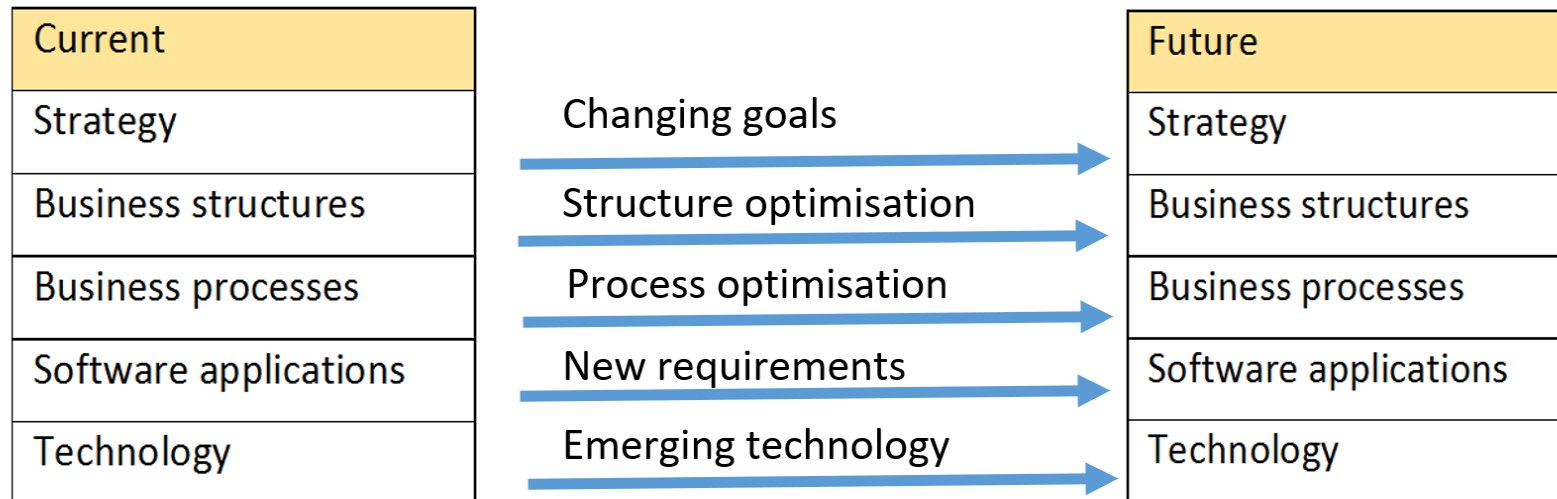 Current
Future
Strategy
Changing goals
Strategy
Business structures
Structure optimisation
Business structures
Business processes
Process optimisation
Business processes
Software applications
New requirements
Software applications
Technology
Emerging technology
Technology